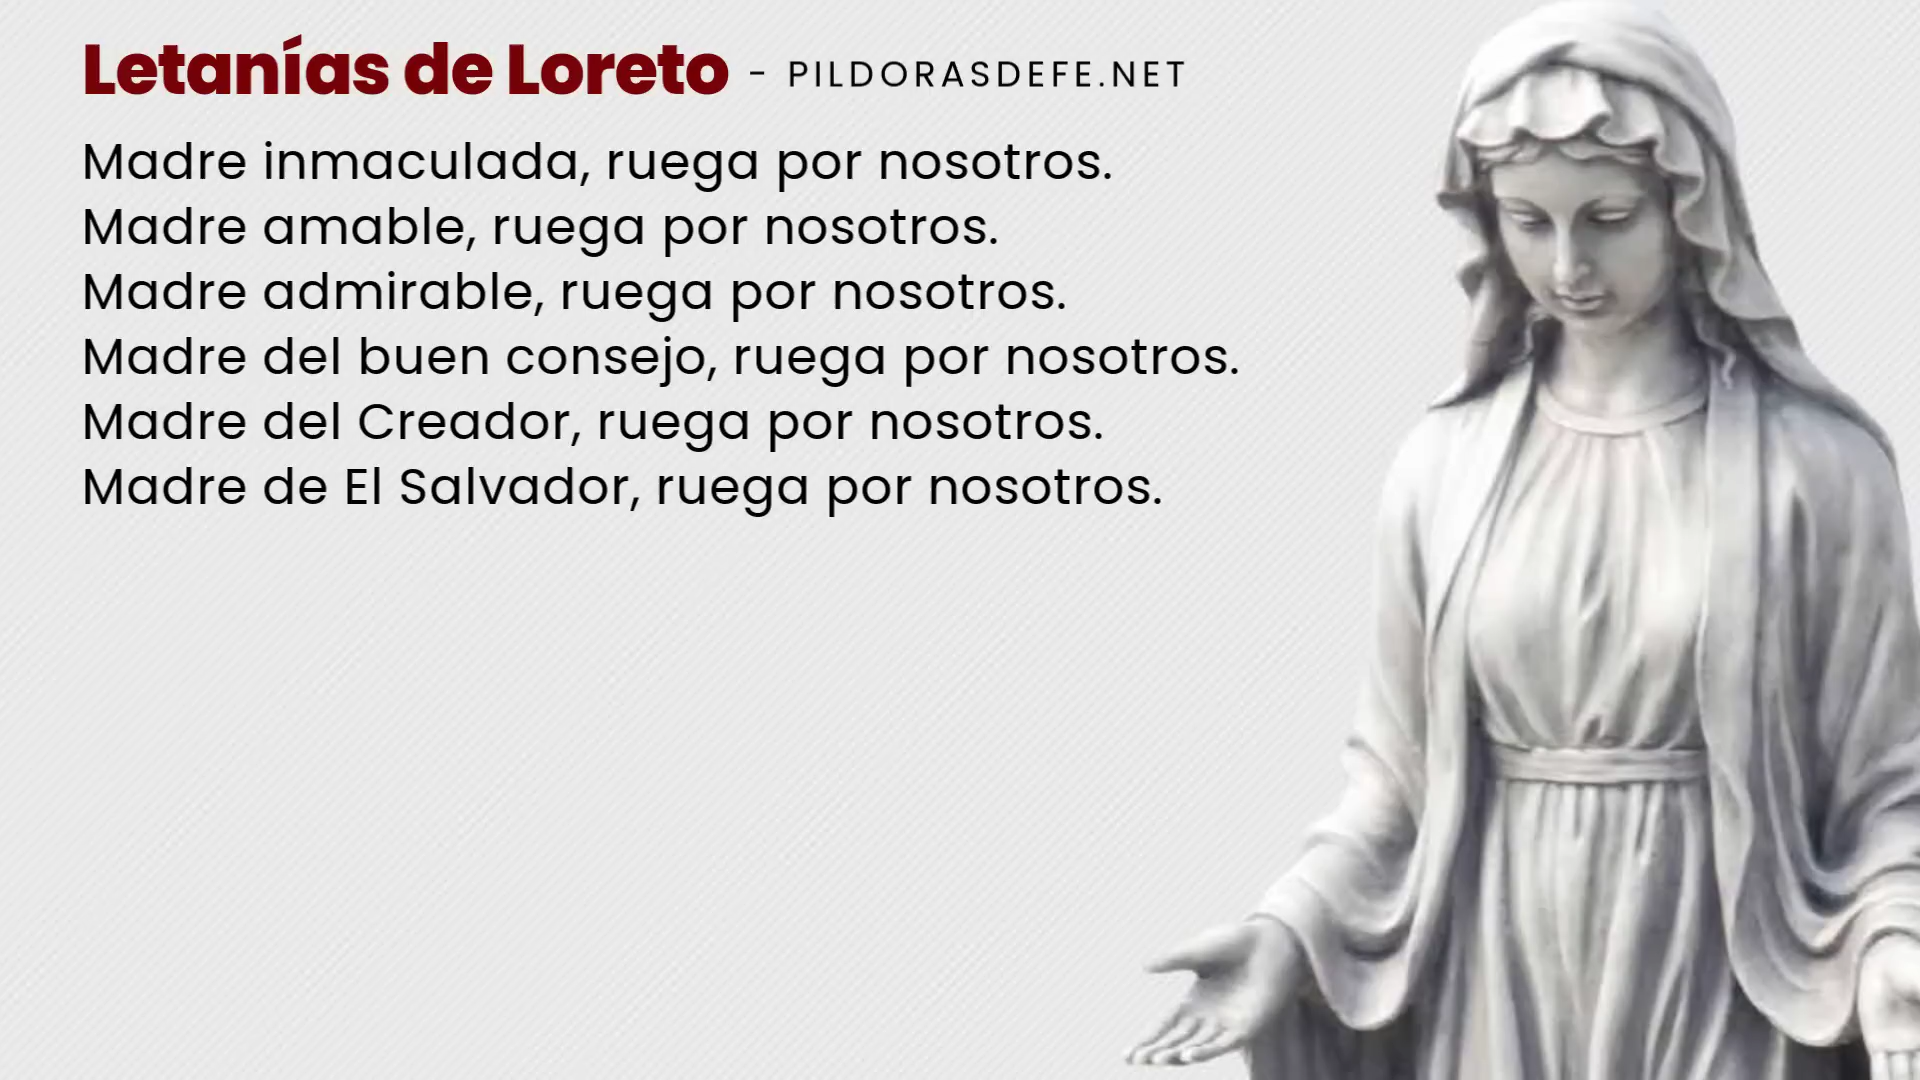 Letanías de Loreto - PILDORASDEFE.NET
Madre inmaculada, ruega por nosotros.
Madre amable, ruega por nosotros.
Madre admirable, ruega por nosotros.
Madre del buen consejo, ruega por nosotros.
Madre del Creador, ruega por nosotros.
Madre de El Salvador, ruega por nosotros.